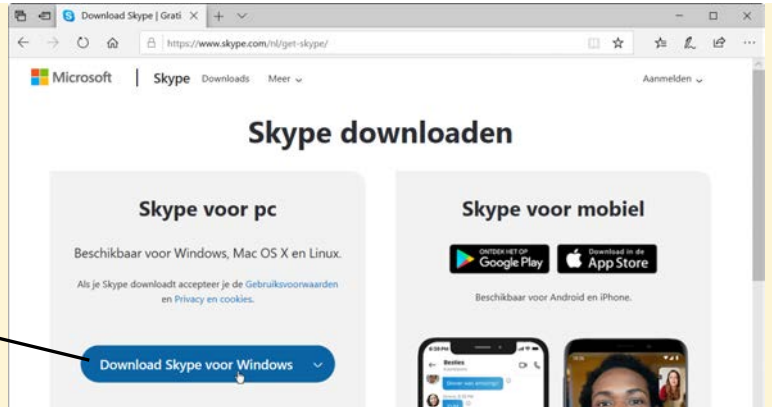 Download Skype | Grati
https://www.skype.com/nl/get-skype/
Microsoft | Skype Downloads Meer Aanmelden
Skype downloaden
Skype voor pc
Beschikbaar voor Windows, Mac OS X en Linux.
Als je Skype downloadt accepteer je de Gebruiksvoorwaarden
en Privacy en cookies.
Download Skype voor Windows
Skype voor mobiel
ONTDEK HET OP
Google Play
Download in de
App Store
Beschikbaar voor Android en iPhone.
Besties